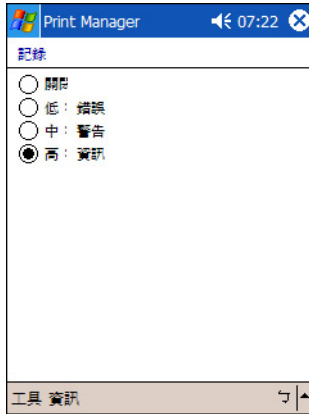 Print Manager 07:22
記錄
關閉
低： 錯誤
中： 警告
高： 資訊
工具 資訊 ㄅ